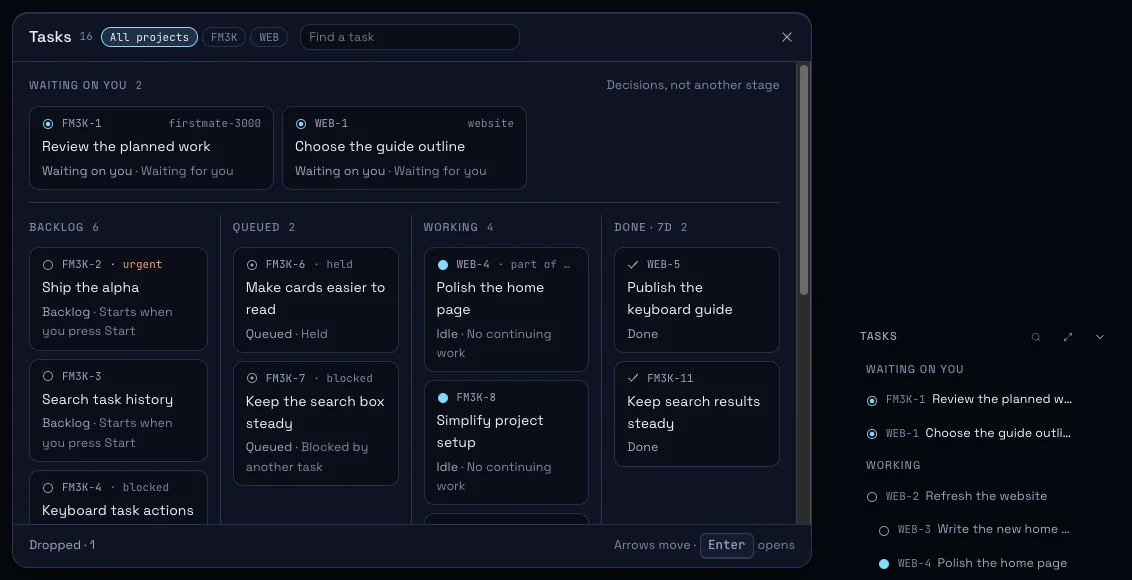 Tasks 16 All projects FM3K WEB Find a task
WAITING ON YOU 2 Decisions, not another stage
FM3K-1 firstmate-3000
Review the planned work
Waiting on you · Waiting for you
WEB-1 website
Choose the guide outline
Waiting on you · Waiting for you
BACKLOG 6
FM3K-2 · urgent
Ship the alpha
Backlog · Starts when
you press Start
FM3K-3
Search task history
Backlog · Starts when
you press Start
FM3K-4 · blocked
Keyboard task actions
QUEUED 2
FM3K-6 · held
Make cards easier to
read
Queued · Held
FM3K-7 · blocked
Keep the search box
steady
Queued · Blocked by
another task
WORKING 4
WEB-4 · part of …
Polish the home
page
Idle · No continuing
work
FM3K-8
Simplify project
setup
Idle · No continuing
work
DONE · 7D 2
WEB-5
Publish the
keyboard guide
Done
FM3K-11
Keep search results
steady
Done
Dropped · 1
Arrows move · Enter opens
TASKS
WAITING ON YOU
FM3K-1 Review the planned w…
WEB-1 Choose the guide outli…
WORKING
WEB-2 Refresh the website
WEB-3 Write the new home …
WEB-4 Polish the home page